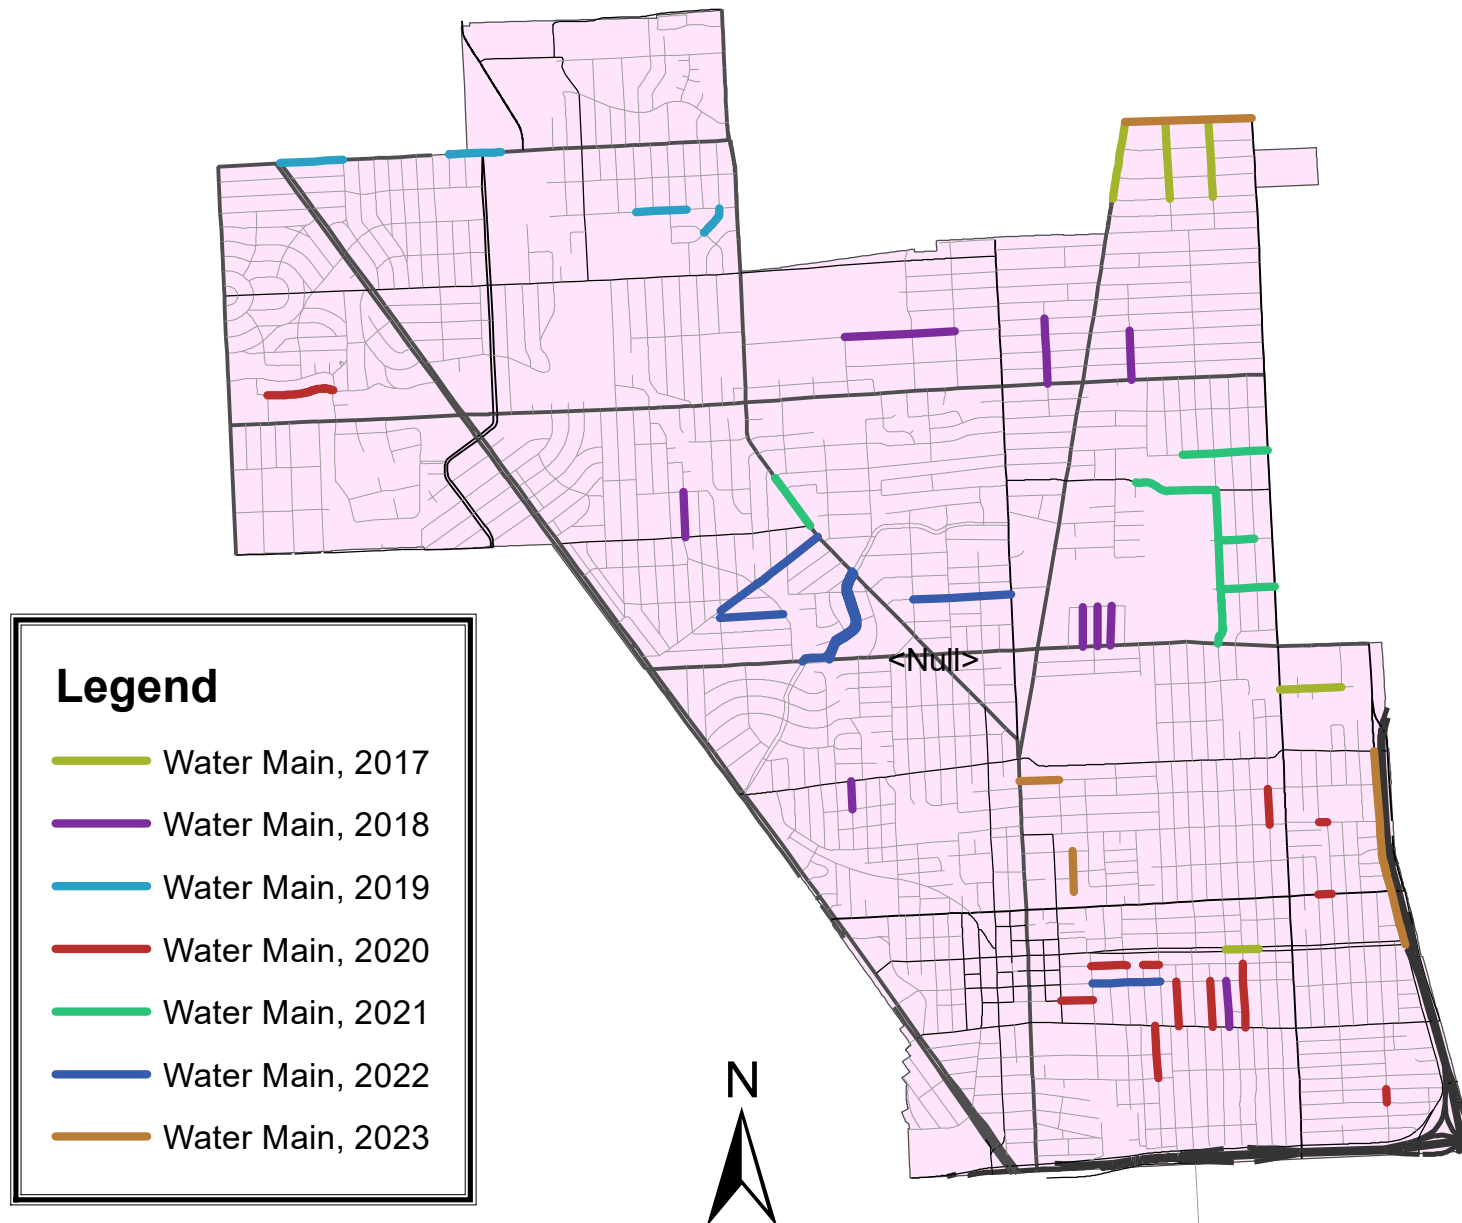 <Null>
Legend
Water Main, 2017
Water Main, 2018
Water Main, 2019
Water Main, 2020
Water Main, 2021
Water Main, 2022
Water Main, 2023
N